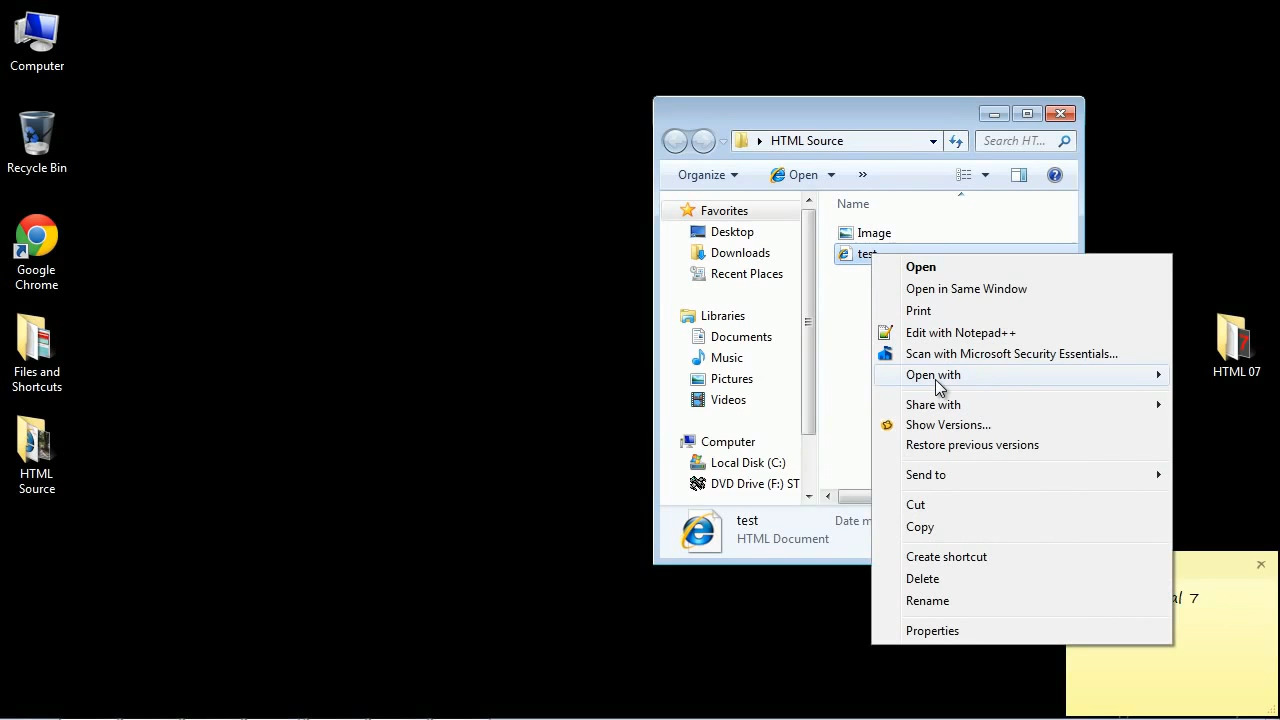 Computer
Recycle Bin
Google
Chrome
Files and
Shortcuts
HTML
Source
HTML Source
Search HT...
Organize
Open
Favorites
Desktop
Downloads
Recent Places
Libraries
Documents
Music
Pictures
Videos
Computer
Local Disk (C:)
DVD Drive (F:) ST
Name
Image
test
test
Date m
HTML Document
Open
Open in Same Window
Print
Edit with Notepad++
Scan with Microsoft Security Essentials...
Open with
Share with
Show Versions...
Restore previous versions
Send to
Cut
Copy
Create shortcut
Delete
Rename
Properties
7
HTML 07
al 7